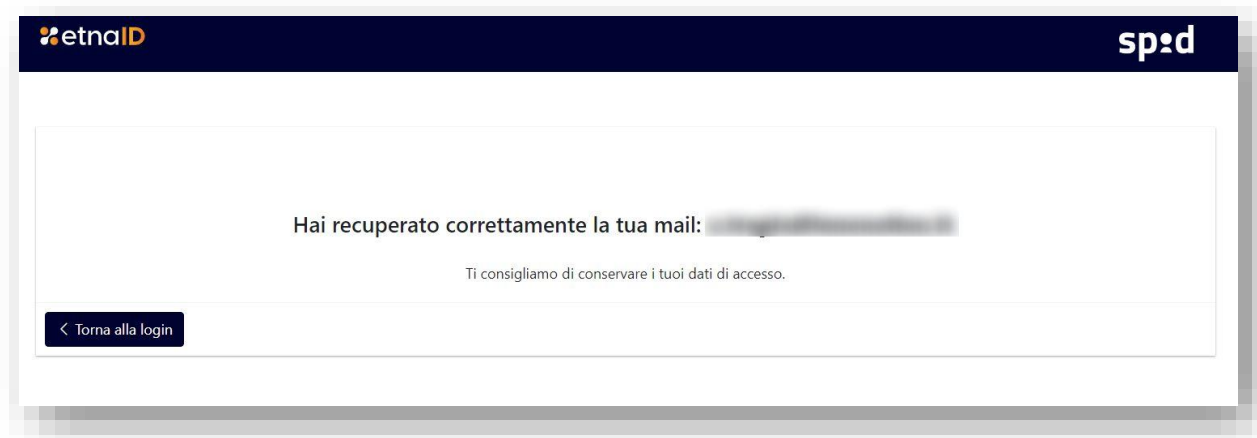 etnaID
spid
Hai recuperato correttamente la tua mail:
Ti consigliamo di conservare i tuoi dati di accesso.
Torna alla login